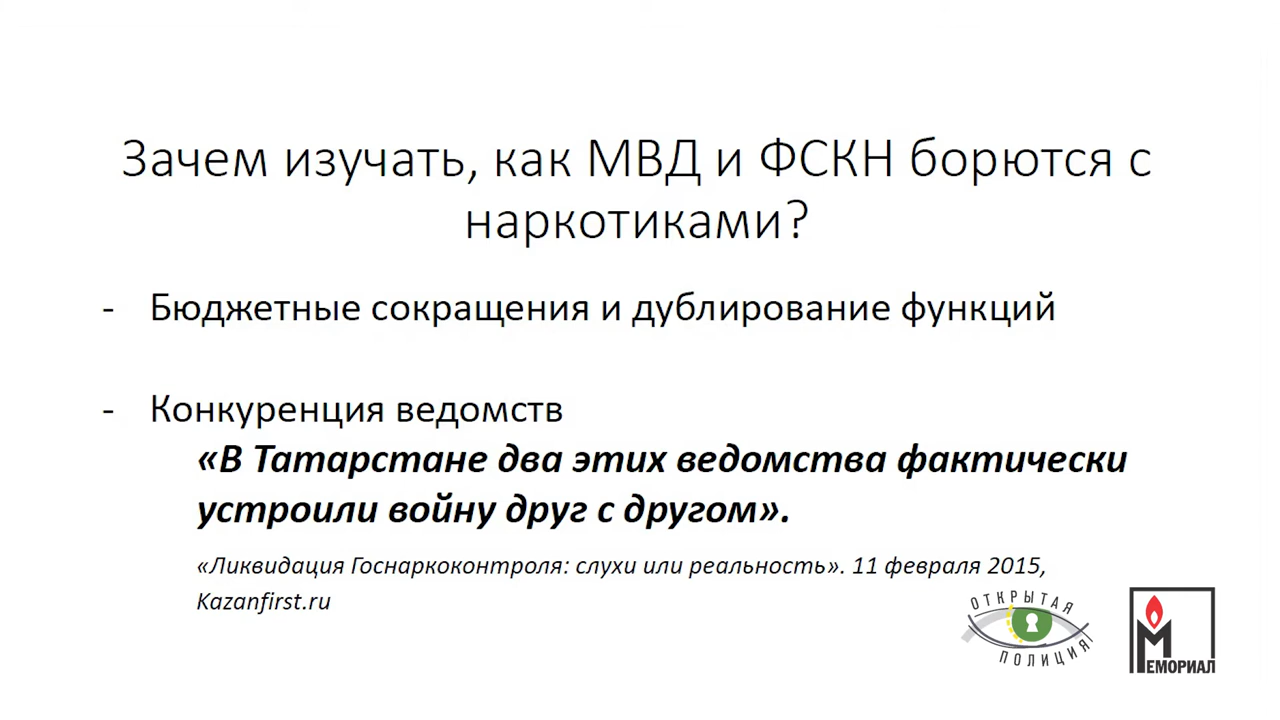 Зачем изучать, как МВД и ФСКН борются с
наркотиками?
- Бюджетные сокращения и дублирование функций
- Конкуренция ведомств
«В Татарстане два этих ведомства фактически
устроили войну друг с другом».
«Ликвидация Госнаркоконтроля: слухи или реальность». 11 февраля 2015,
Kazanfirst.ru
ОТКРЫТАЯ
ПОЛИЦИЯ
МЕМОРИАЛ